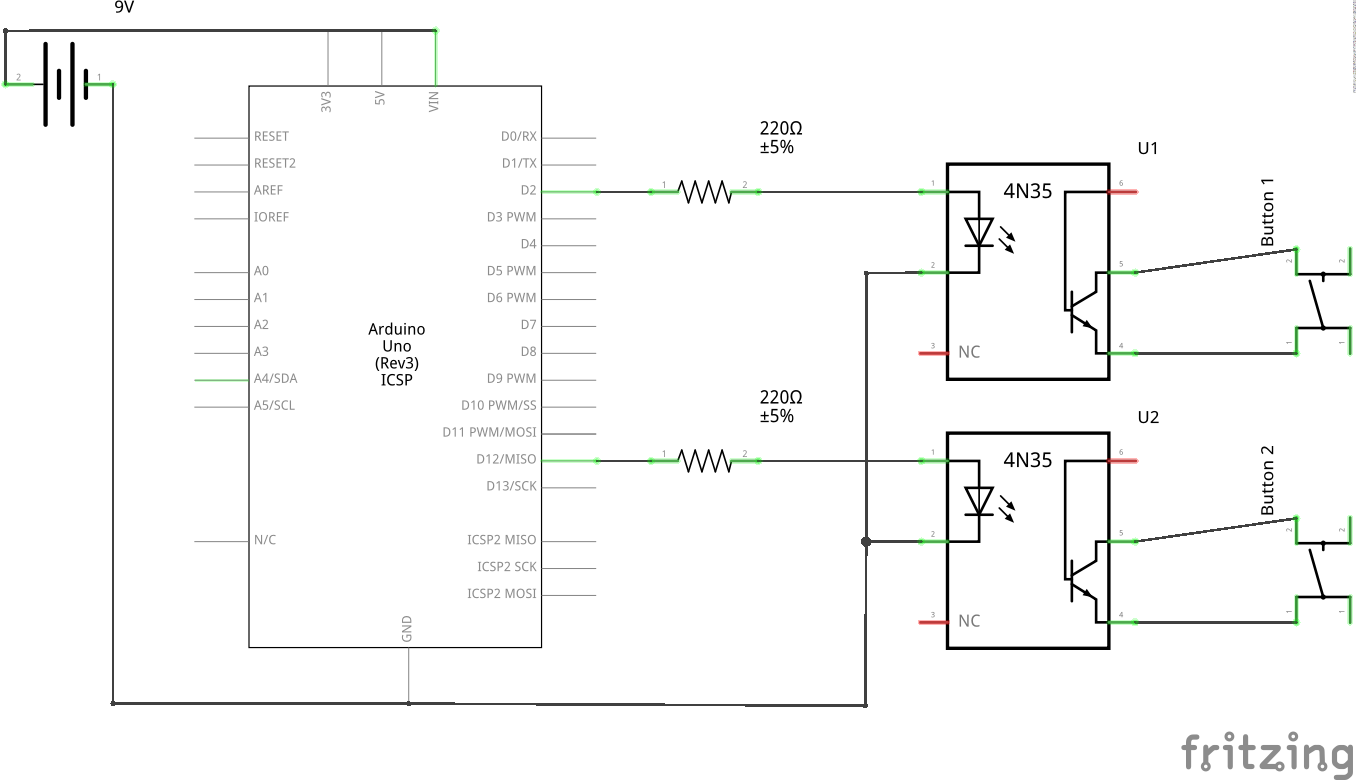 9V
2
1
3V3
5V
VIN
RESET
RESET2
AREF
IOREF
A0
A1
A2
A3
A4/SDA
A5/SCL
N/C
Arduino
Uno
(Rev3)
ICSP
D0/RX
D1/TX
D2
D3 PWM
D4
D5 PWM
D6 PWM
D7
D8
D9 PWM
D10 PWM/SS
D11 PWM/MOSI
D12/MISO
D13/SCK
ICSP2 MISO
ICSP2 SCK
ICSP2 MOSI
GND
220Ω
±5%
1
2
220Ω
±5%
1
2
U1
4N35
1
2
3
NC
6
5
4
Button 1
2
2
1
1
U2
4N35
1
2
3
NC
6
5
4
Button 2
2
2
1
1
fritzing